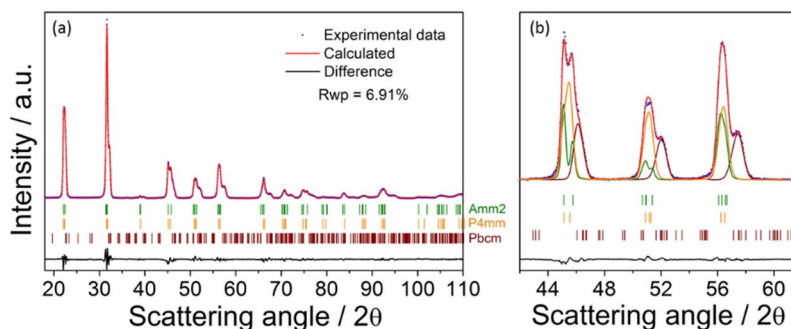 (a)
Experimental data
Calculated
Difference
Rwp = 6.91%
Intensity / a.u.
Amm2
P4mm
Pbcm
20 30 40 50 60 70 80 90 100 110
Scattering angle / 2θ
(b)
44 48 52 56 60
Scattering angle / 2θ